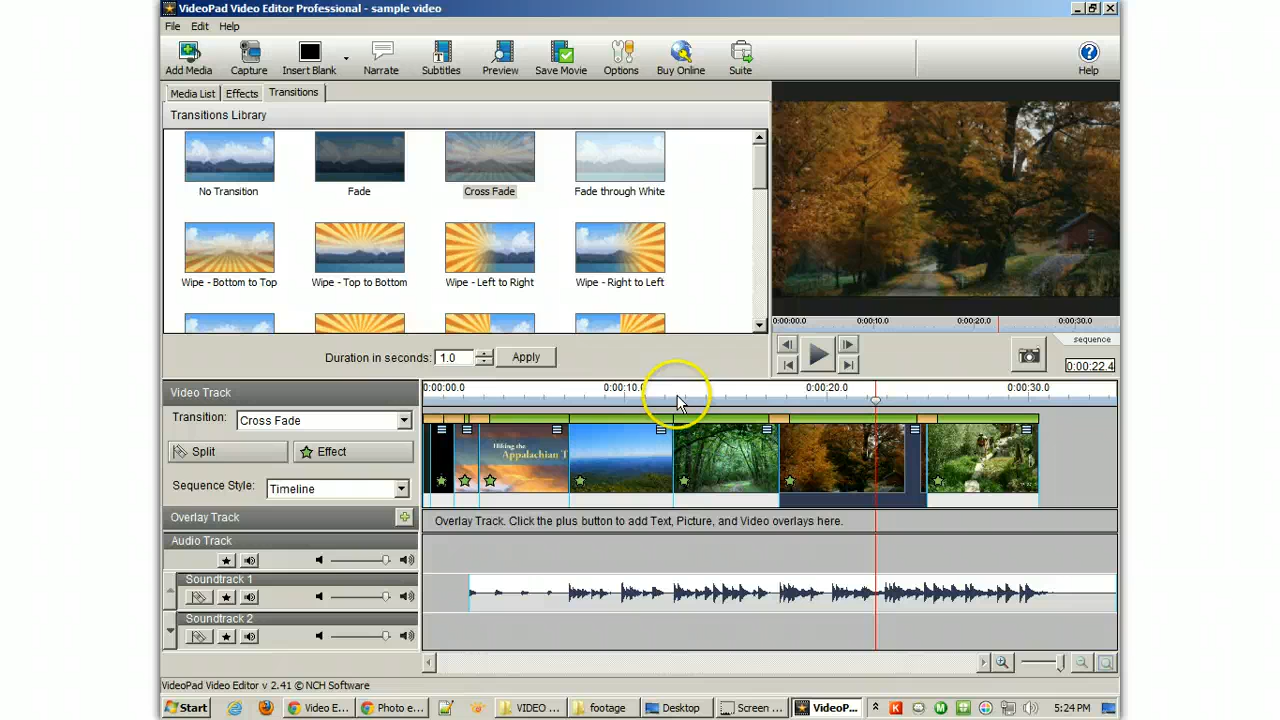 VideoPad Video Editor Professional - sample video
File Edit Help
Add Media Capture Insert Blank Narrate Subtitles Preview Save Movie Options Buy Online Suite Help
Media List Effects Transitions
Transitions Library
No Transition Fade Cross Fade Fade through White
Wipe - Bottom to Top Wipe - Top to Bottom Wipe - Left to Right Wipe - Right to Left
0:00:00.0 0:00:10.0 0:00:20.0 0:00:30.0
sequence
Duration in seconds: 1.0 Apply
0:00:22.4
Video Track
0:00:00.0 0:00:10.0 0:00:20.0 0:00:30.0
Transition: Cross Fade
Split Effect
Hiking the
Appalachian T
Sequence Style: Timeline
Overlay Track
Overlay Track. Click the plus button to add Text, Picture, and Video overlays here.
Audio Track
Soundtrack 1
Soundtrack 2
VideoPad Video Editor v 2.41 © NCH Software
Start Video E... Photo e... VIDEO ... footage Desktop Screen ... VideoP... 5:24 PM